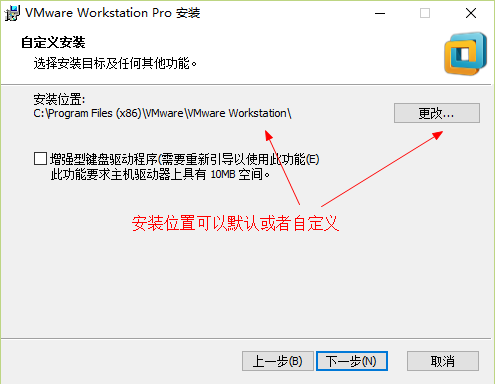 VMware Workstation Pro 安装
自定义安装
选择安装目标及任何其他功能。
安装位置:
C:\Program Files (x86)\VMware\VMware Workstation\
更改...
增强型键盘驱动程序(需要重新引导以使用此功能(E)
此功能要求主机驱动器上具有 10MB 空间。
安装位置可以默认或者自定义
上一步(B)
下一步(N)
取消